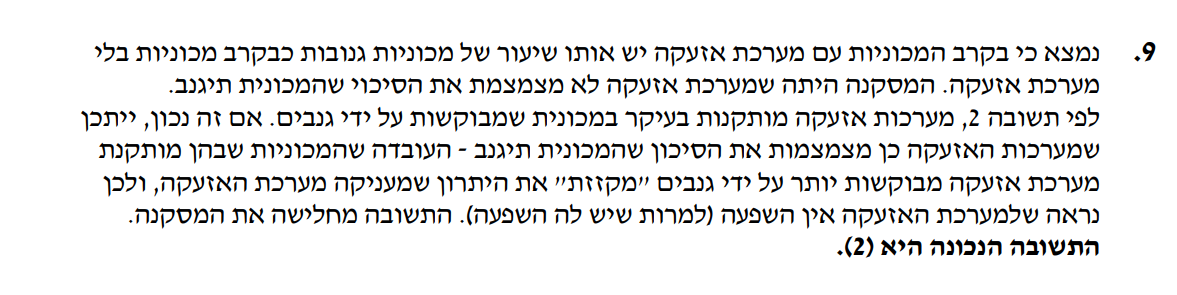 9. נמצא כי בקרב המכוניות עם מערכת אזעקה יש אותו שיעור של מכוניות גנובות כבקרב מכוניות בלי
מערכת אזעקה. המסקנה היתה שמערכת אזעקה לא מצמצמת את הסיכוי שהמכונית תיגנב.
לפי תשובה 2, מערכות אזעקה מותקנות בעיקר במכונית שמבוקשות על ידי גנבים. אם זה נכון, ייתכן
שמערכות האזעקה כן מצמצמות את הסיכון שהמכונית תיגנב - העובדה שהמכוניות שבהן מותקנת
מערכת אזעקה מבוקשות יותר על ידי גנבים "מקזזת" את היתרון שמעניקה מערכת האזעקה, ולכן
נראה שלמערכת האזעקה אין השפעה (למרות שיש לה השפעה). התשובה מחלישה את המסקנה.
התשובה הנכונה היא (2).